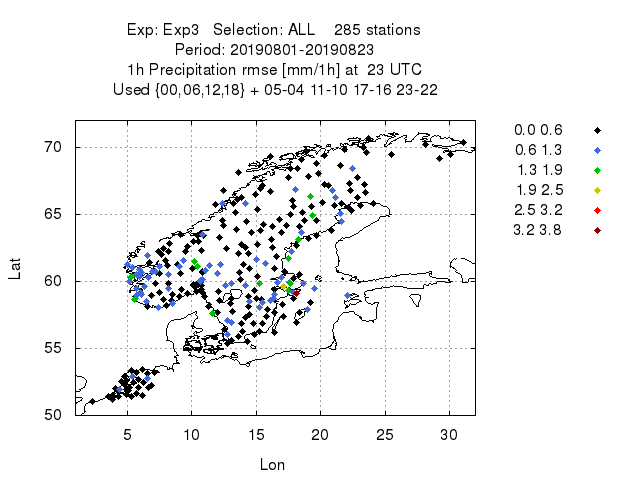 Exp: Exp3 Selection: ALL 285 stations
Period: 20190801-20190823
1h Precipitation rmse [mm/1h] at 23 UTC
Used {00,06,12,18} + 05-04 11-10 17-16 23-22
0.0 0.6
0.6 1.3
1.3 1.9
1.9 2.5
2.5 3.2
3.2 3.8
70
65
60
55
50
Lat
5 10 15 20 25 30
Lon